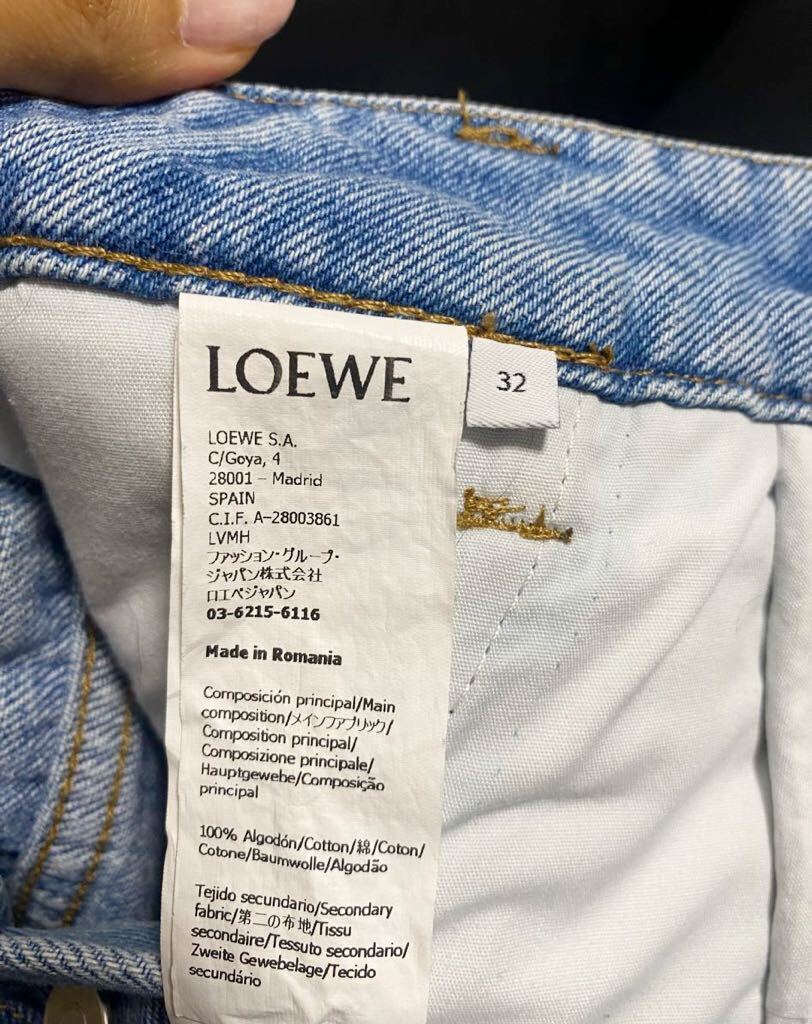 LOEWE
32
LOEWE S.A.
C/Goya, 4
28001 - Madrid
SPAIN
C.I.F. A-28003861
LVMH
ファッション・グループ・
ジャパン株式会社
ロエベジャパン
03-6215-6116
Made in Romania
Composición principal/Main
composition/メインファブリック/
Composition principal/
Composizione principale/
Hauptgewebe/Composição
principal
100% Algodón/Cotton/綿/Coton/
Cotone/Baumwolle/Algodão
Tejido secundario/Secondary
fabric/第二の布地/Tissu
secondaire/Tessuto secondario/
Zweite Gewebelage/Tecido
secundário